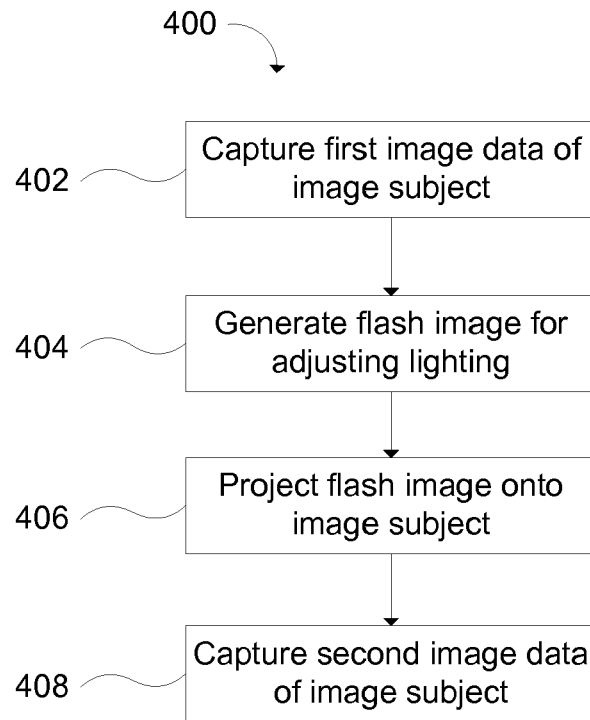 400
402
Capture first image data of
image subject
404
Generate flash image for
adjusting lighting
406
Project flash image onto
image subject
408
Capture second image data
of image subject